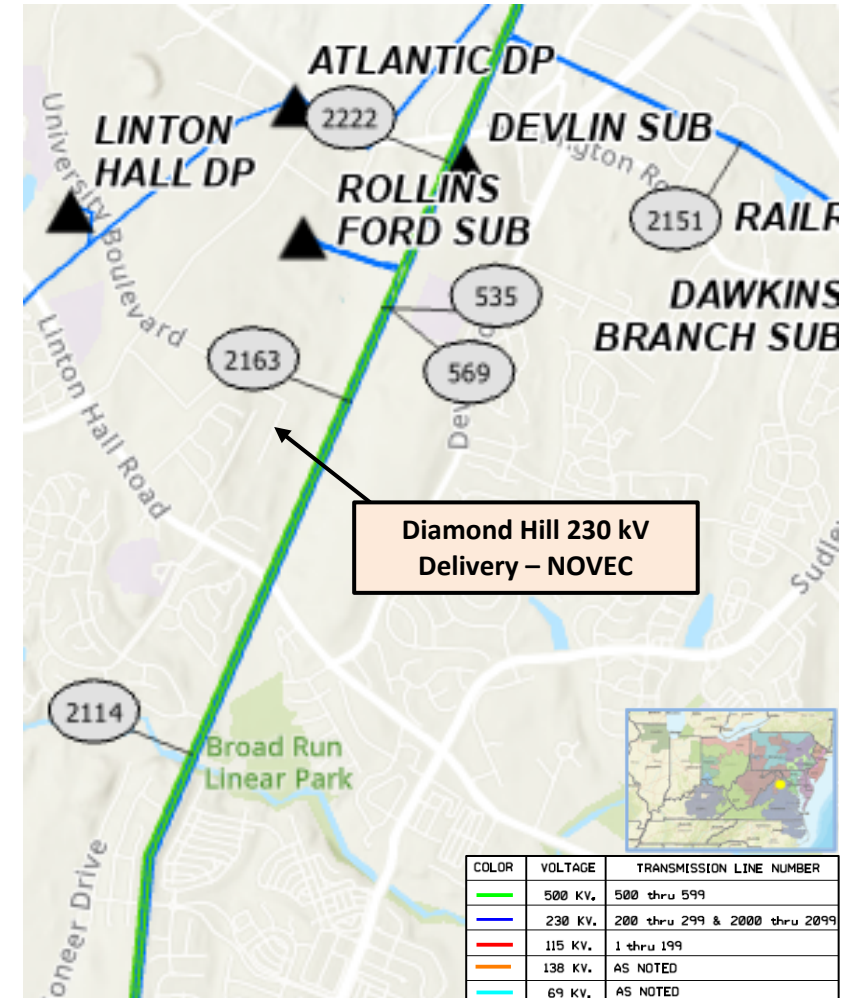 ATLANTIC DP
2222
LINTON
HALL DP
DEVLIN SUB
University Boulevard
ROLLINS
FORD SUB
2151
RAILR
535
DAWKINS
BRANCH SUB
2163
569
Linton Hall Road
Diamond Hill 230 kV
Delivery – NOVEC
2114
Broad Run
Linear Park
oneer Drive
COLOR VOLTAGE TRANSMISSION LINE NUMBER
500 KV. 500 thru 599
230 KV. 200 thru 299 & 2000 thru 2099
115 KV. 1 thru 199
138 KV. AS NOTED
69 KV. AS NOTED